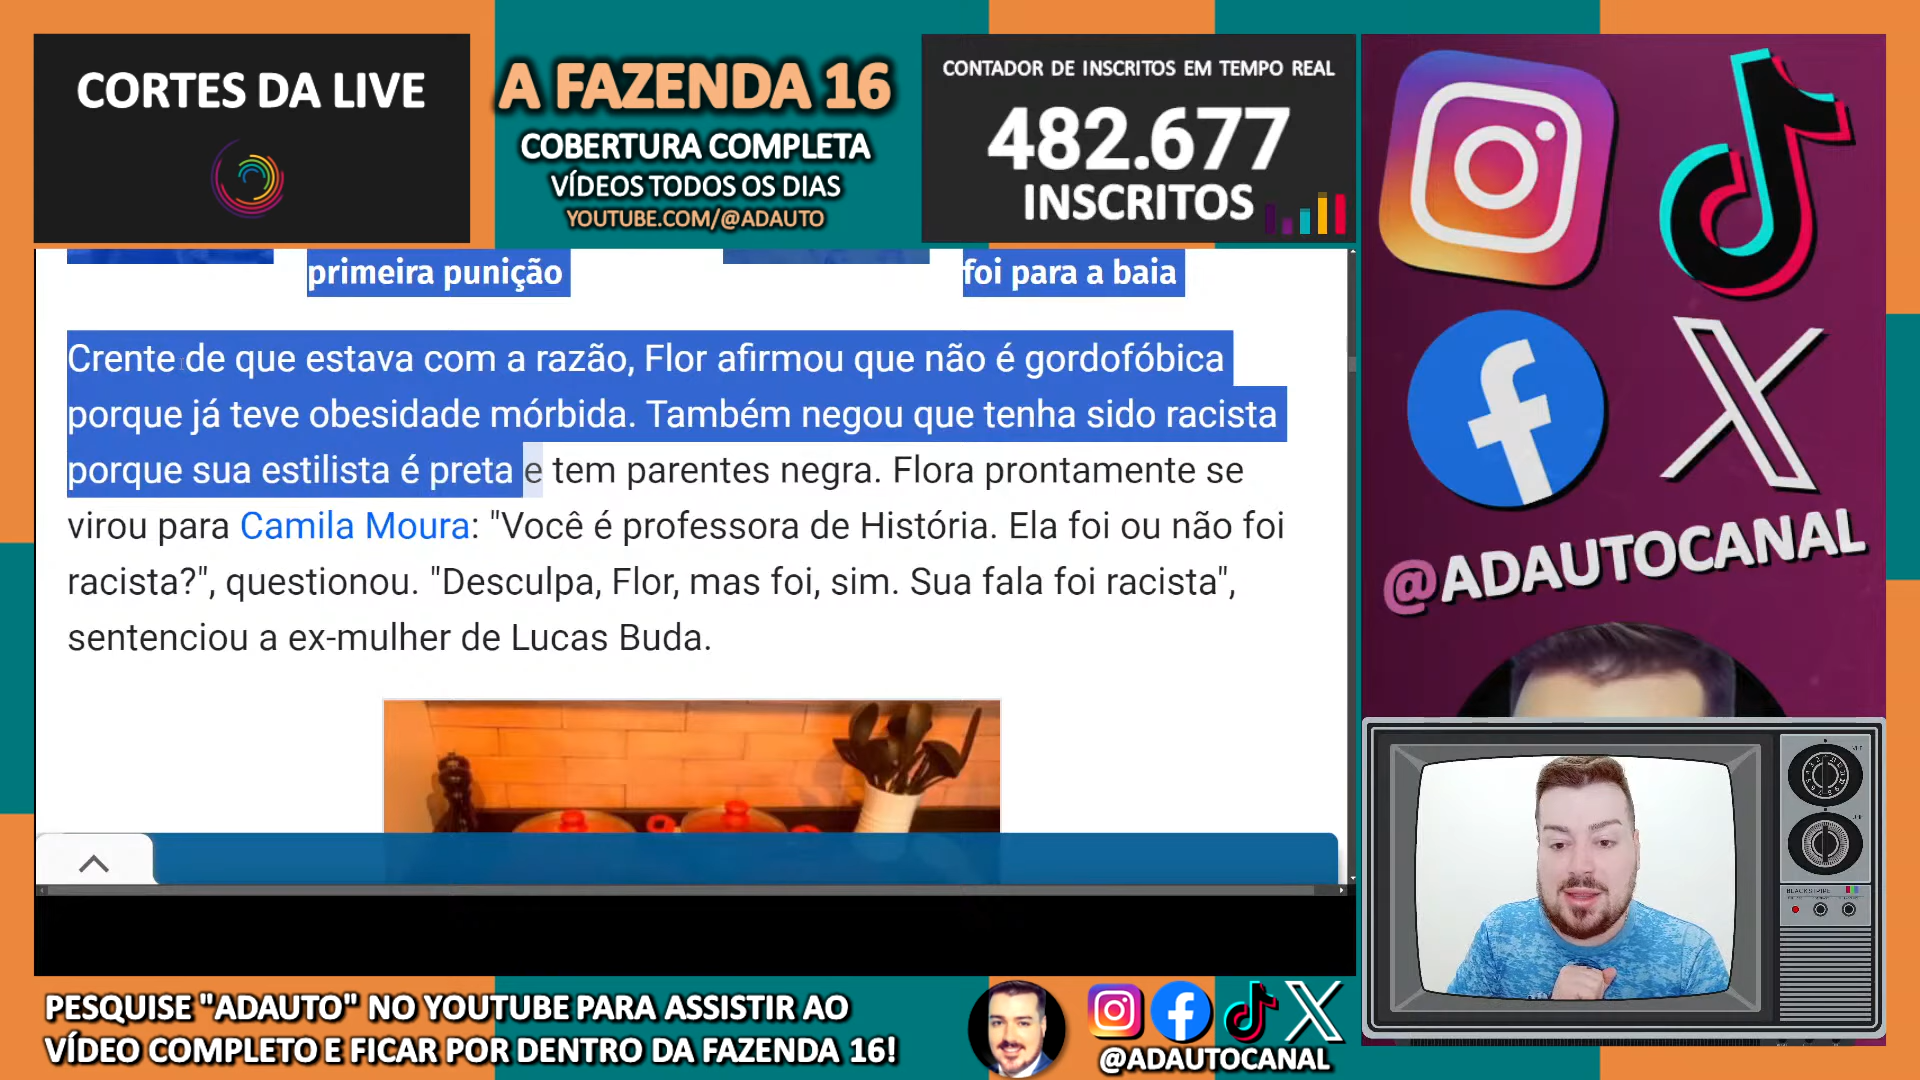 CORTES DA LIVE
A FAZENDA 16
COBERTURA COMPLETA
VÍDEOS TODOS OS DIAS
YOUTUBE.COM/@ADAUTO
CONTADOR DE INSCRITOS EM TEMPO REAL
482.677
INSCRITOS
primeira punição
foi para a baia
Crente de que estava com a razão, Flor afirmou que não é gordofóbica
porque já teve obesidade mórbida. Também negou que tenha sido racista
porque sua estilista é preta e tem parentes negra. Flora prontamente se
virou para Camila Moura: "Você é professora de História. Ela foi ou não foi
racista?", questionou. "Desculpa, Flor, mas foi, sim. Sua fala foi racista",
sentenciou a ex-mulher de Lucas Buda.
@ADAUTOCANAL
PESQUISE "ADAUTO" NO YOUTUBE PARA ASSISTIR AO
VÍDEO COMPLETO E FICAR POR DENTRO DA FAZENDA 16!
@ADAUTOCANAL